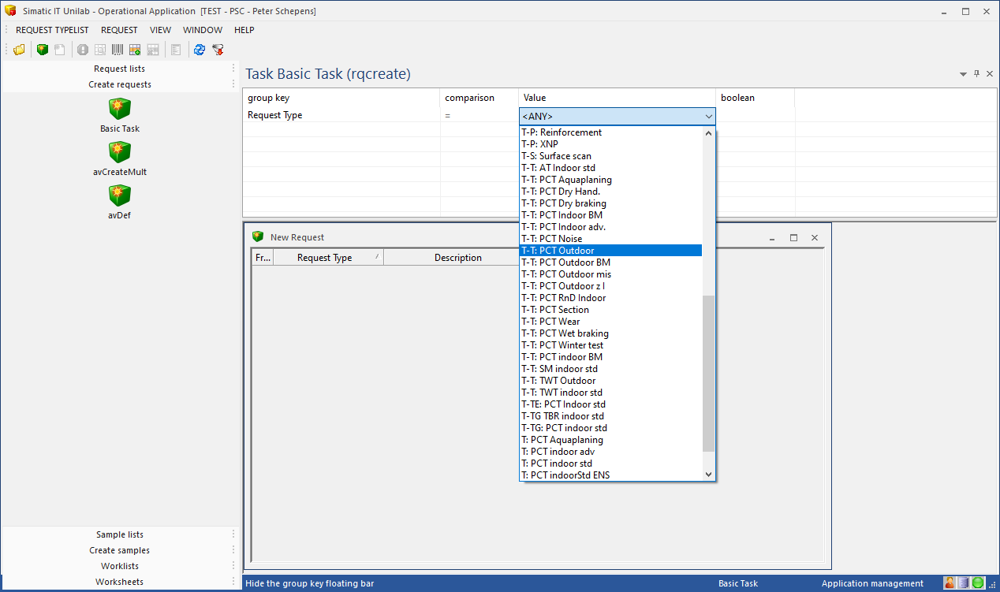 Simatic IT Unilab - Operational Application [TEST - PSC - Peter Schepens]
REQUEST TYPELIST REQUEST VIEW WINDOW HELP
Request lists
Create requests
Basic Task
avCreateMult
avDef
Sample lists
Create samples
Worklists
Worksheets
Task Basic Task (rqcreate)
group key comparison Value boolean
Request Type = <ANY>
T-P: Reinforcement
T-P: XNP
T-S: Surface scan
T-T: AT Indoor std
T-T: PCT Aquaplaning
T-T: PCT Dry Hand.
T-T: PCT Dry braking
T-T: PCT Indoor BM
T-T: PCT Indoor adv.
T-T: PCT Noise
T-T: PCT Outdoor
T-T: PCT Outdoor BM
T-T: PCT Outdoor mis
T-T: PCT Outdoor z l
T-T: PCT RnD Indoor
T-T: PCT Section
T-T: PCT Wear
T-T: PCT Wet braking
T-T: PCT Winter test
T-T: PCT indoor BM
T-T: SM indoor std
T-T: TWT Outdoor
T-T: TWT indoor std
T-TE: PCT Indoor std
T-TG TBR indoor std
T-TG: PCT indoor std
T: PCT Aquaplaning
T: PCT indoor adv
T: PCT indoor std
T: PCT indoorStd ENS
New Request
Fr... Request Type Description
Hide the group key floating bar Basic Task Application management